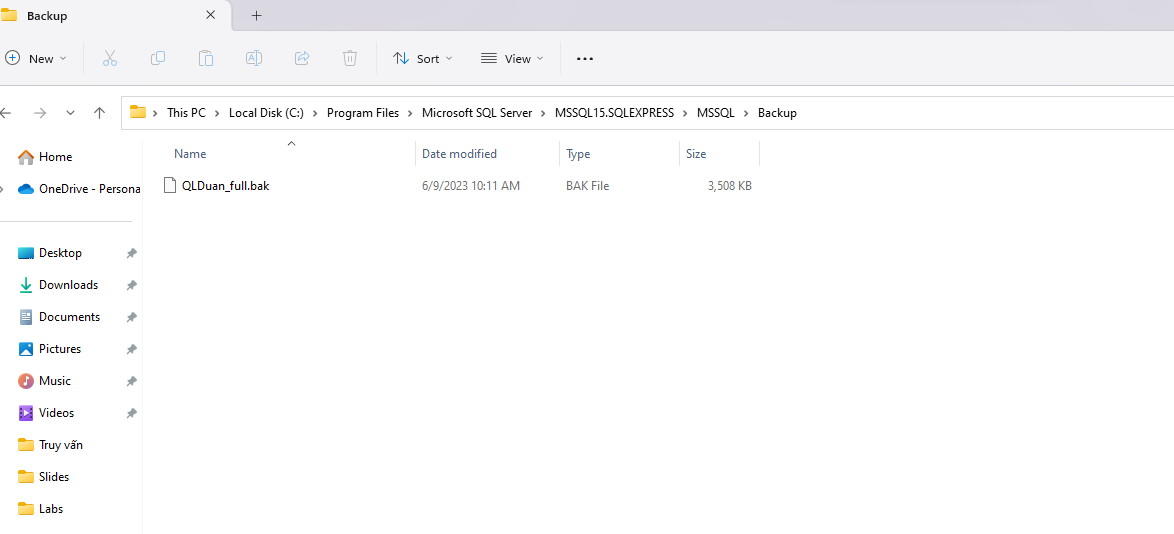 Backup
New
Sort
View
This PC
Local Disk (C:)
Program Files
Microsoft SQL Server
MSSQL15.SQLEXPRESS
MSSQL
Backup
Home
OneDrive - Persona
Desktop
Downloads
Documents
Pictures
Music
Videos
Truy vấn
Slides
Labs
Name Date modified Type Size
QLDuan_full.bak 6/9/2023 10:11 AM BAK File 3,508 KB